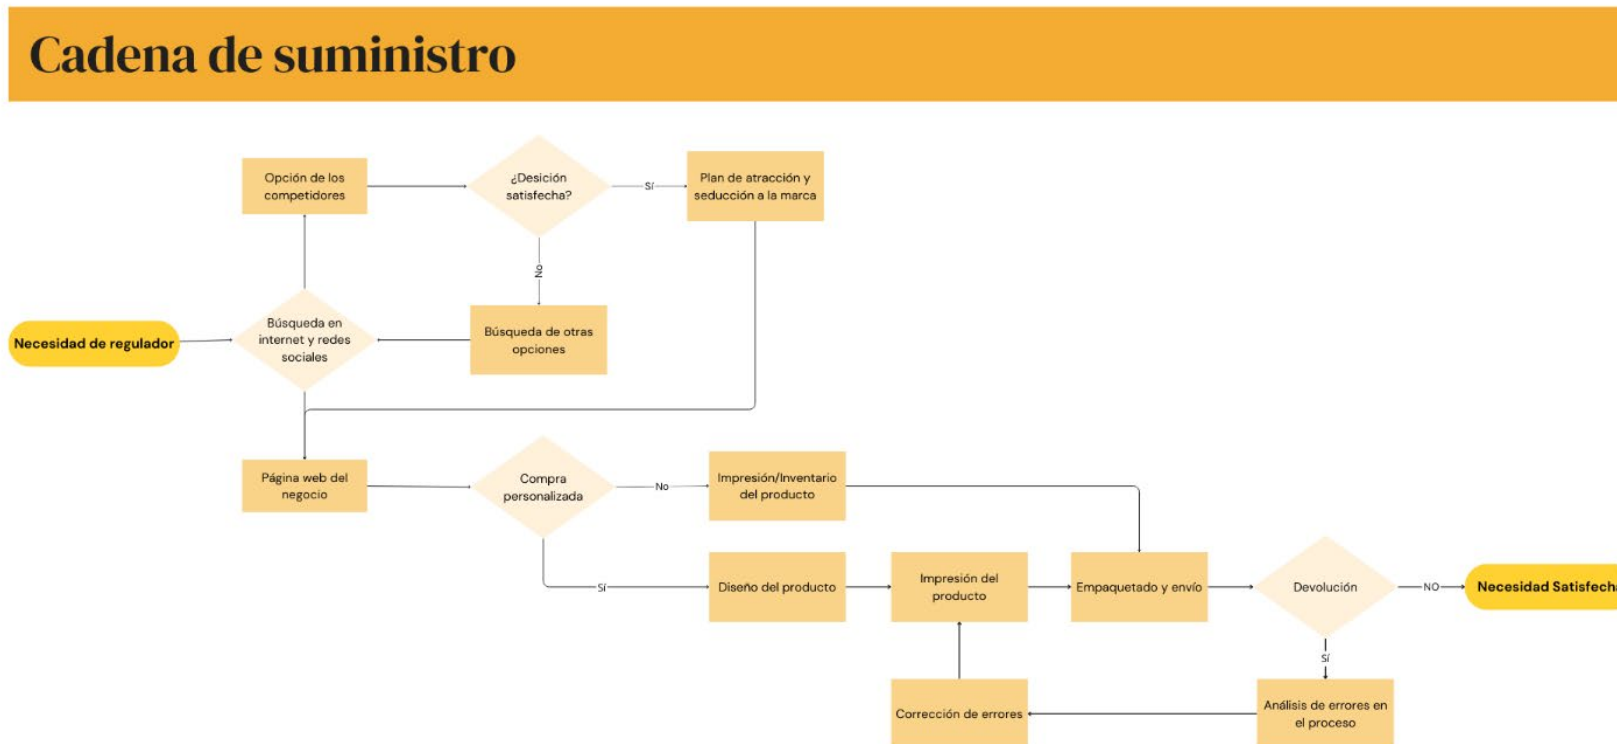 Cadena de suministro
Opción de los
competidores
¿Desición
satisfecha?
Sí
Plan de atracción y
seducción a la marca
No
Necesidad de regulador
Búsqueda en
internet y redes
sociales
Búsqueda de otras
opciones
Página web del
negocio
Compra
personalizada
No
Impresión/Inventario
del producto
Sí
Diseño del producto
Impresión del
producto
Empaquetado y envío
Devolución
NO
Necesidad Satisfecha
Sí
Corrección de errores
Análisis de errores en
el proceso